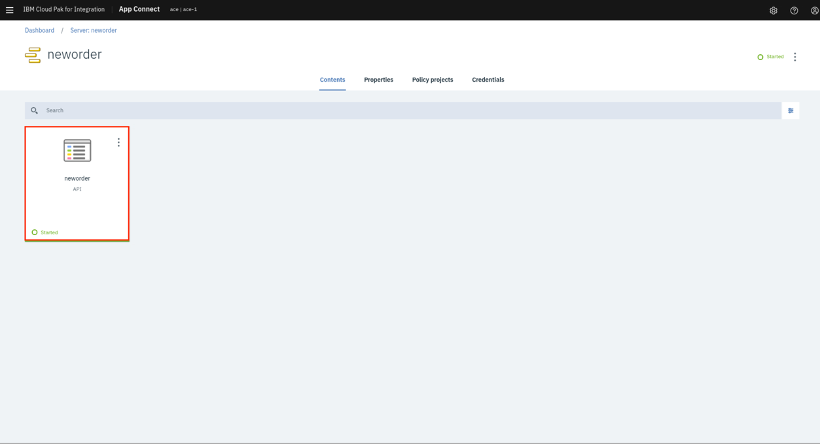 IBM Cloud Pak for Integration App Connect ace | ace-1
Dashboard / Server: neworder
neworder
Started
Contents Properties Policy projects Credentials
Search
neworder
API
Started